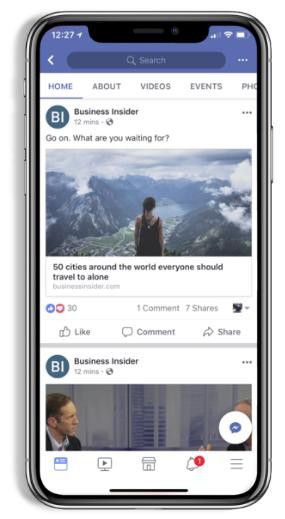 12:27
Search
HOME ABOUT VIDEOS EVENTS PHO
BI Business Insider
12 mins
Go on. What are you waiting for?
50 cities around the world everyone should
travel to alone
businessinsider.com
30 1 Comment 7 Shares
Like Comment Share
BI Business Insider
12 mins
1